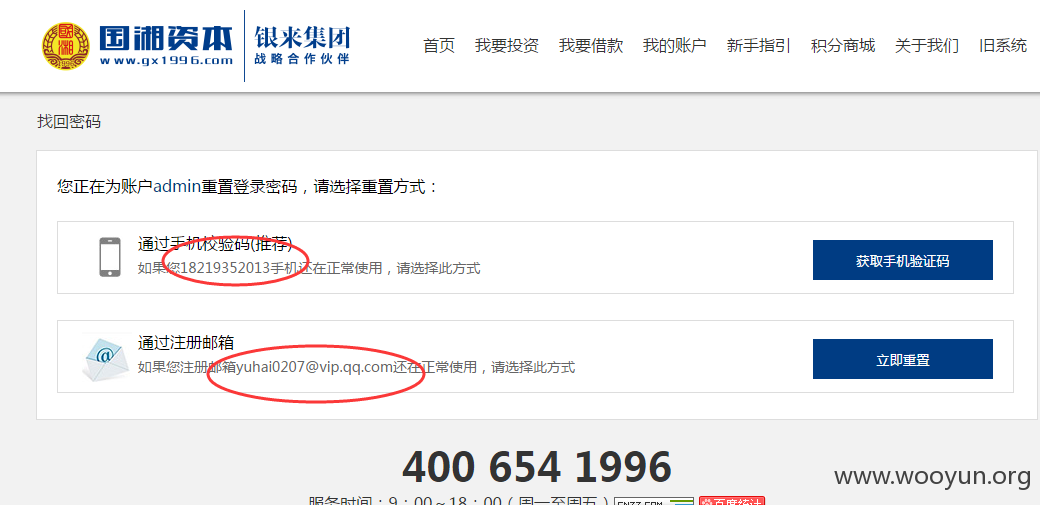 国湘资本
www.gx1996.com
银来集团
战略合作伙伴
首页 我要投资 我要借款 我的账户 新手指引 积分商城 关于我们 旧系统
找回密码
您正在为账户admin重置登录密码，请选择重置方式：
通过手机校验码(推荐)
如果您18219352013手机还在正常使用，请选择此方式
获取手机验证码
通过注册邮箱
如果您注册邮箱yuhai0207@vip.qq.com还在正常使用，请选择此方式
立即重置
400 654 1996
www.wooyun.org
服务时间：9：00～18：00（周一至周五）
CNZZ.COM
百度统计